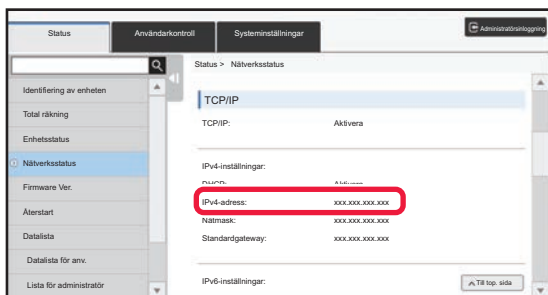 Status
Användarkontroll
Systeminställningar
Administratörsinloggning
Status > Nätverksstatus
Identifiering av enheten
Total räkning
Enhetsstatus
Nätverksstatus
Firmware Ver.
Återstart
Datalista
Datalista för anv.
Lista för administratör
TCP/IP
TCP/IP: Aktivera
IPv4-inställningar:
DHCP: Aktivera
IPv4-adress: xxx.xxx.xxx.xxx
Nätmask: xxx.xxx.xxx.xxx
Standardgateway: xxx.xxx.xxx.xxx
IPv6-inställningar:
Till top. sida